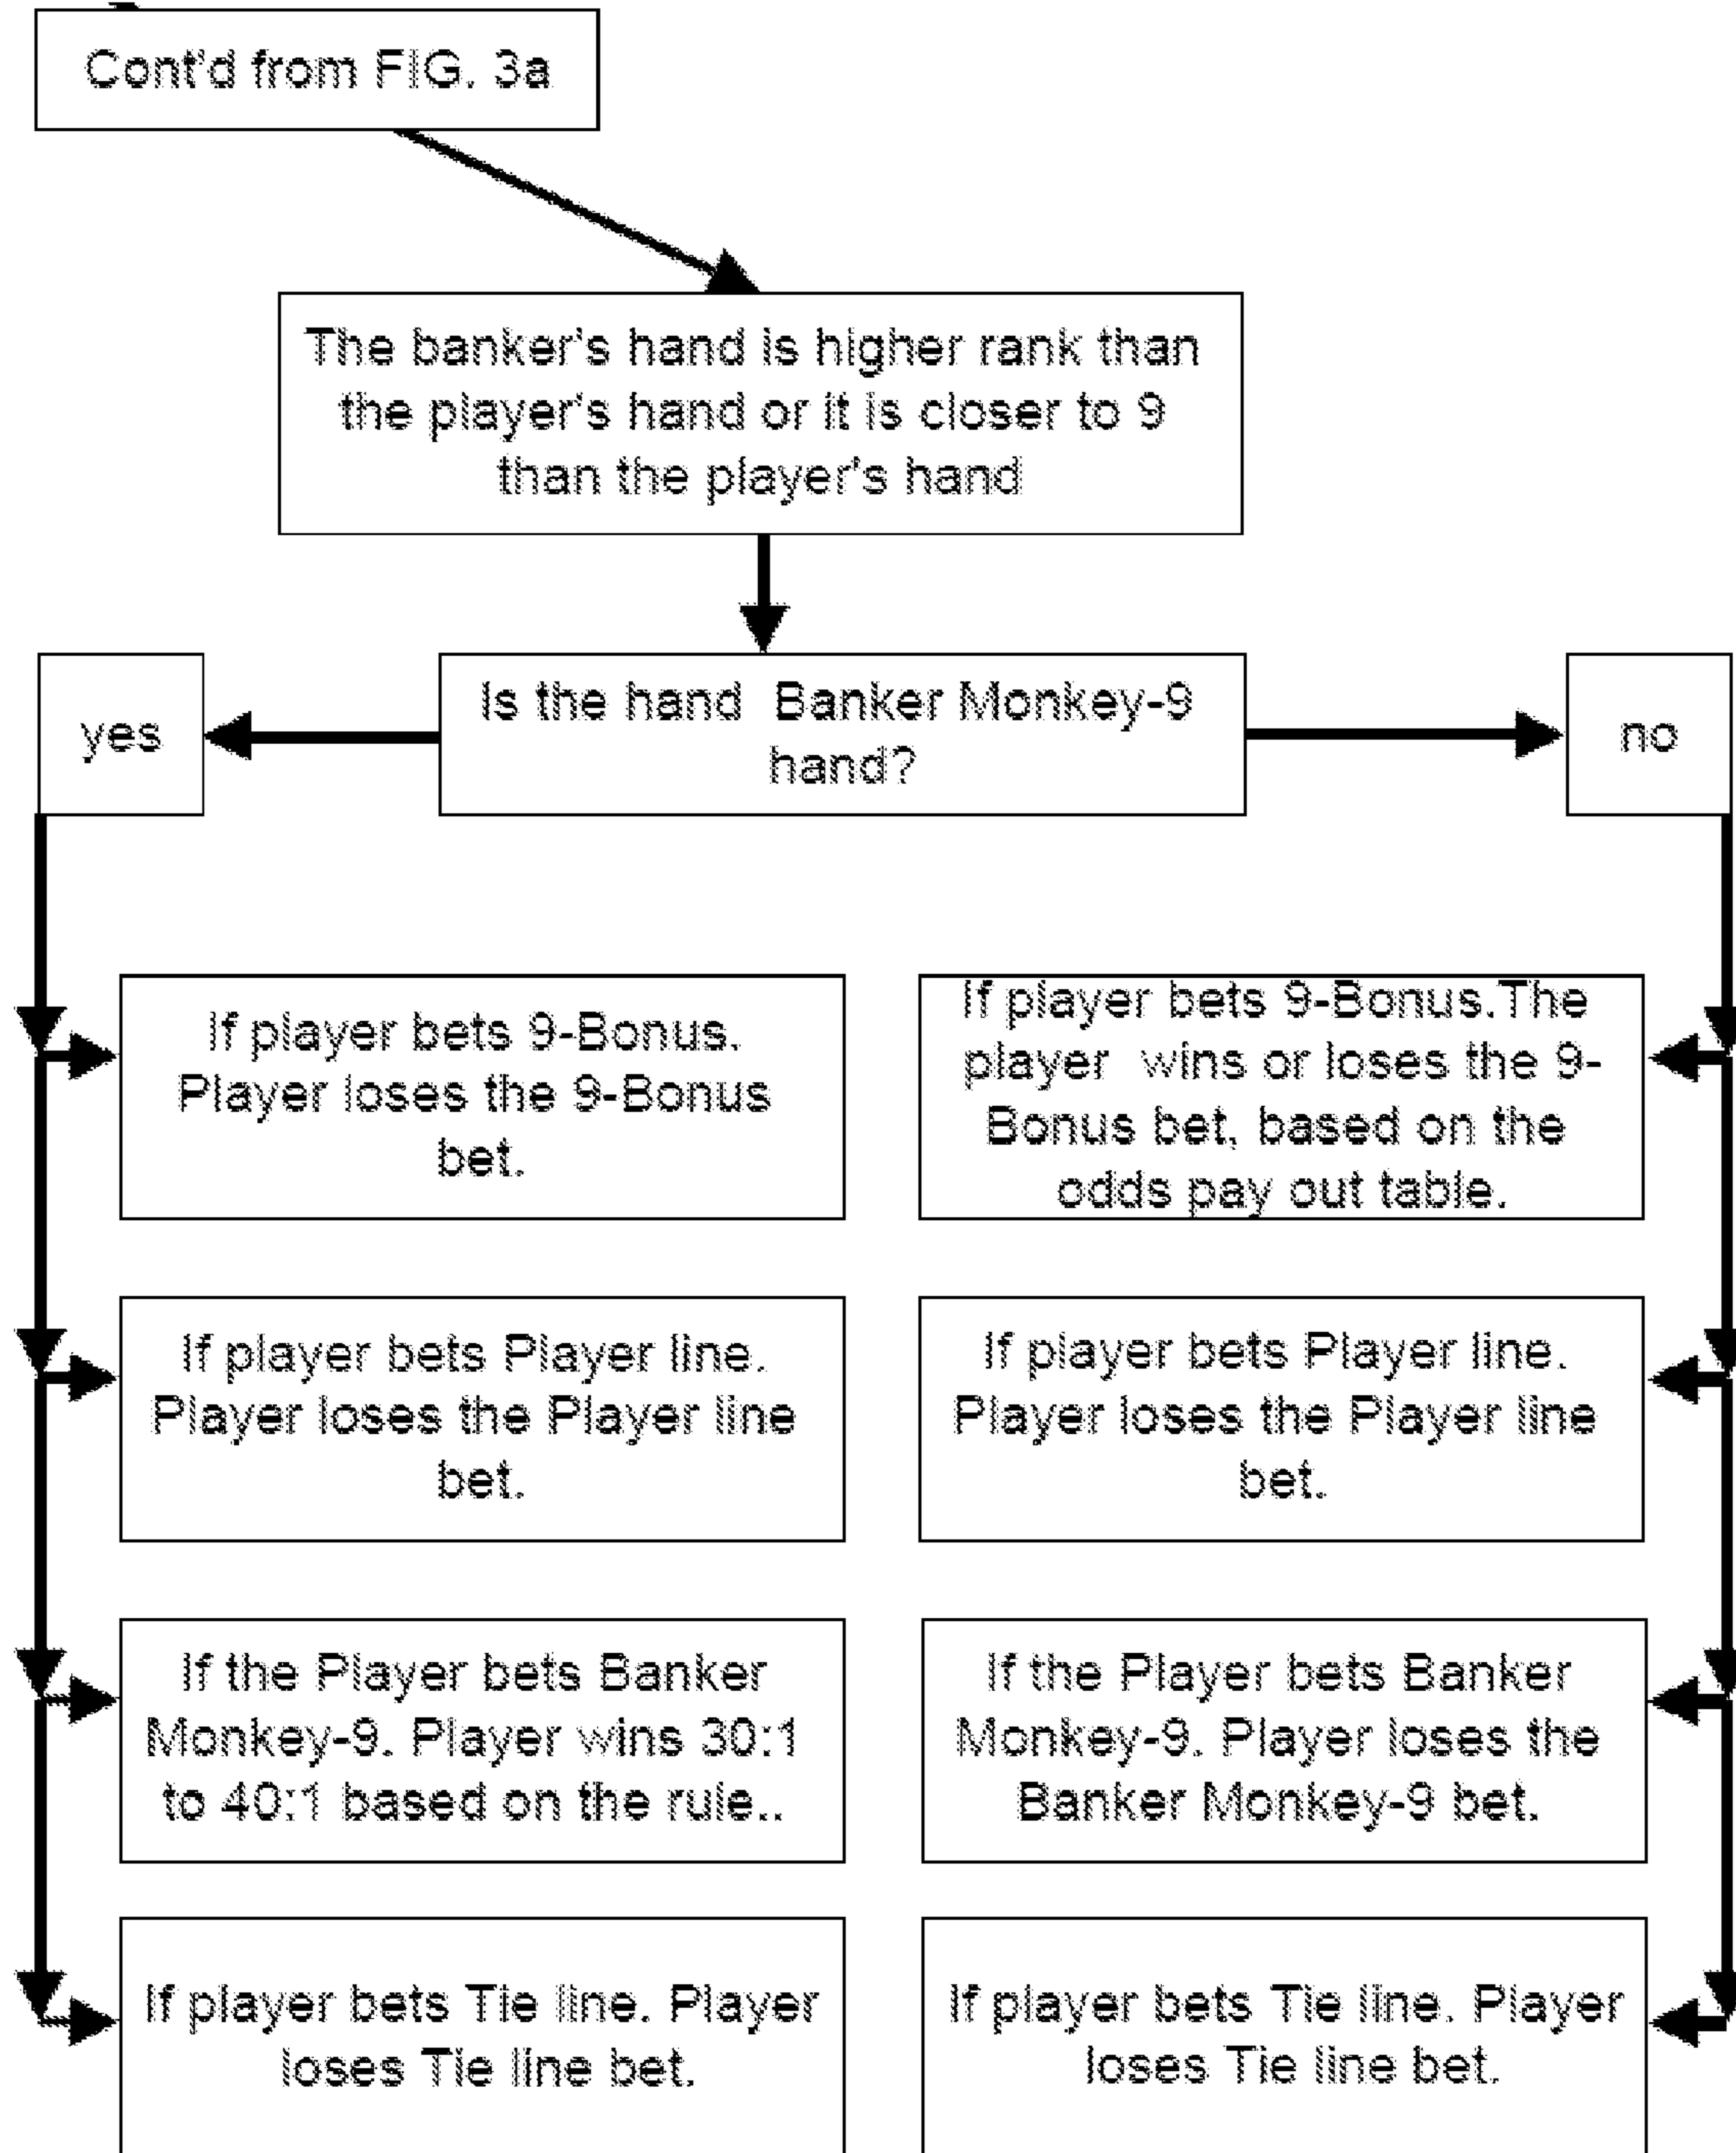 Cont'd from FIG. 3a
The banker's hand is higher rank than
the player's hand or it is closer to 9
than the player's hand
yes
Is the hand Banker Monkey-9
hand?
no
If player bets 9-Bonus.
Player loses the 9-Bonus
bet.
If player bets 9-Bonus.The
player wins or loses the 9-
Bonus bet, based on the
odds pay out table.
If player bets Player line.
Player loses the Player line
bet.
If player bets Player line.
Player loses the Player line
bet.
If the Player bets Banker
Monkey-9. Player wins 30:1
to 40:1 based on the rule..
If the Player bets Banker
Monkey-9. Player loses the
Banker Monkey-9 bet.
If player bets Tie line. Player
loses Tie line bet.
If player bets Tie line. Player
loses Tie line bet.